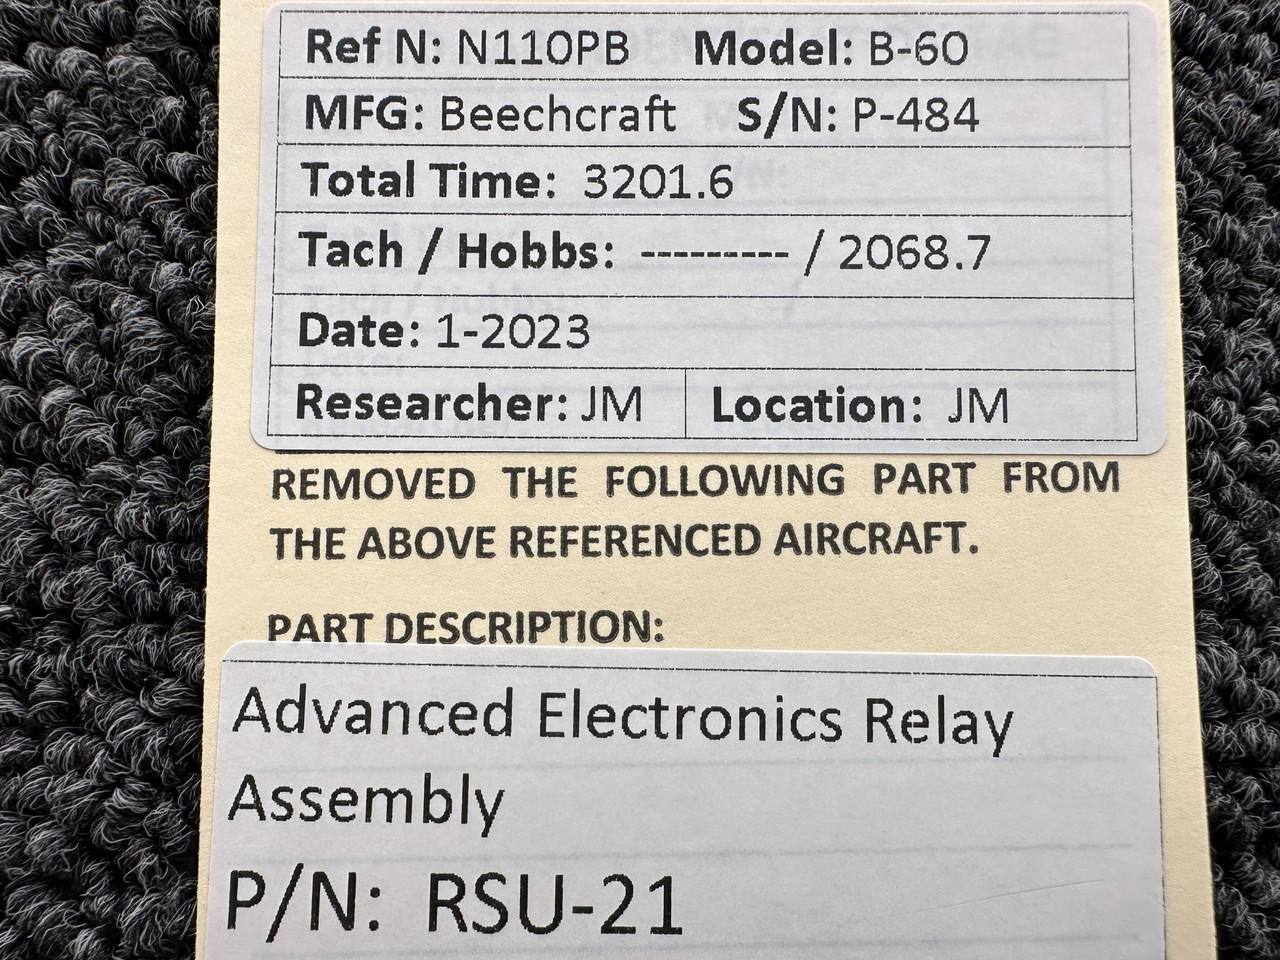 Ref N: N110PB Model: B-60
MFG: Beechcraft S/N: P-484
Total Time: 3201.6
Tach / Hobbs: --------- / 2068.7
Date: 1-2023
Researcher: JM Location: JM
REMOVED THE FOLLOWING PART FROM
THE ABOVE REFERENCED AIRCRAFT.
PART DESCRIPTION:
Advanced Electronics Relay
Assembly
P/N: RSU-21